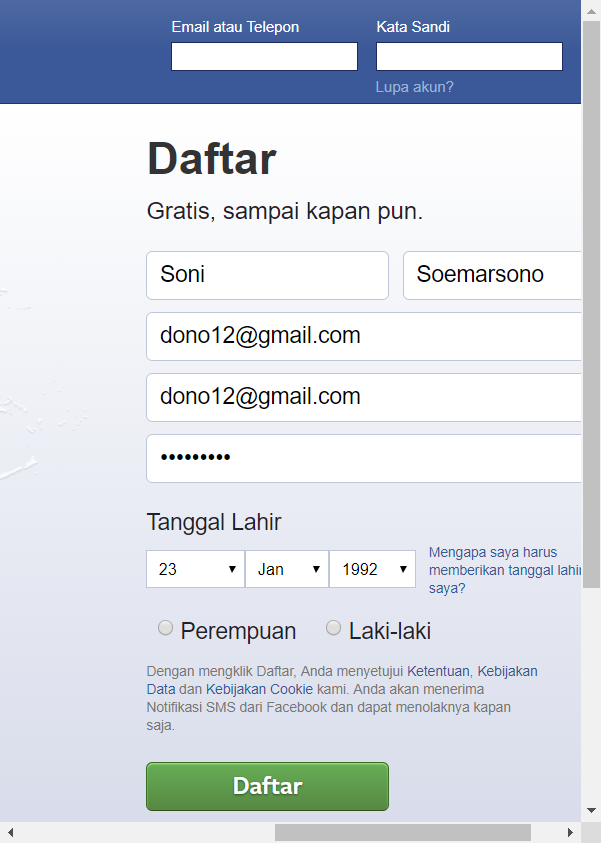 Email atau Telepon Kata Sandi
Lupa akun?
Daftar
Gratis, sampai kapan pun.
Soni Soemarsono
dono12@gmail.com
dono12@gmail.com
•••••••••
Tanggal Lahir
23 Jan 1992
Mengapa saya harus
memberikan tanggal lahir
saya?
Perempuan Laki-laki
Dengan mengklik Daftar, Anda menyetujui Ketentuan, Kebijakan
Data dan Kebijakan Cookie kami. Anda akan menerima
Notifikasi SMS dari Facebook dan dapat menolaknya kapan
saja.
Daftar